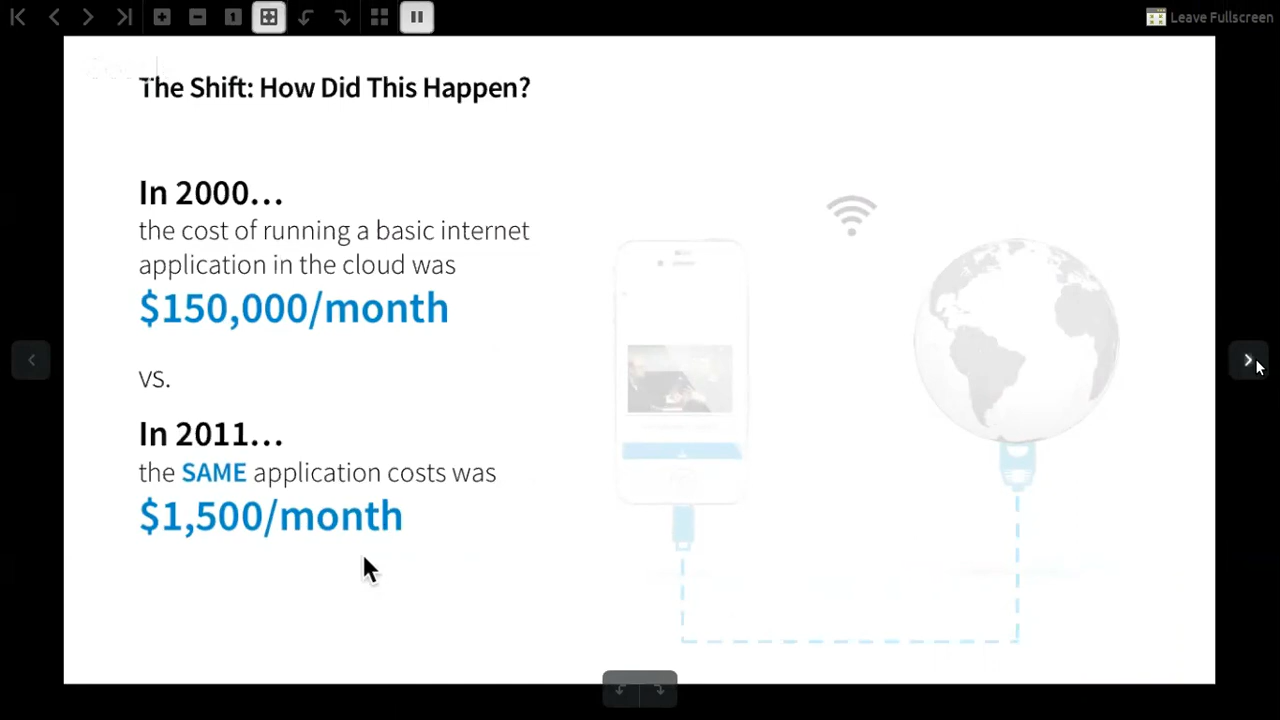 1
Leave Fullscreen
The Shift: How Did This Happen?
In 2000...
the cost of running a basic internet
application in the cloud was
$150,000/month
vs.
In 2011...
the SAME application costs was
$1,500/month